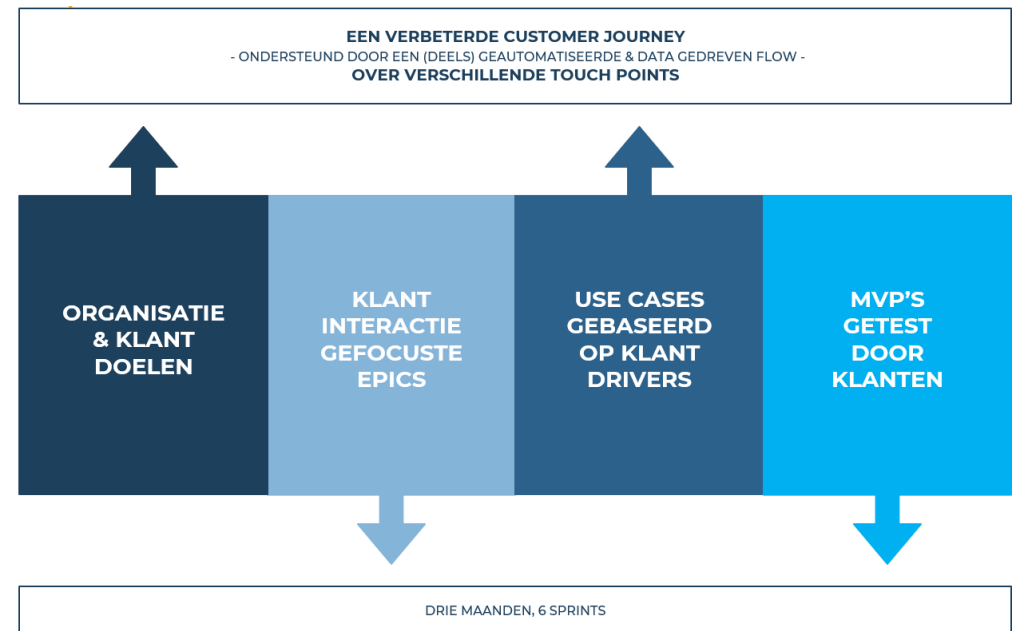 EEN VERBETERDE CUSTOMER JOURNEY
- ONDERSTEUND DOOR EEN (DEELS) GEAUTOMATISEERDE & DATA GEDREVEN FLOW -
OVER VERSCHILLENDE TOUCH POINTS
ORGANISATIE
& KLANT
DOELEN
KLANT
INTERACTIE
GEFOCUSTE
EPICS
USE CASES
GEBASEERD
OP KLANT
DRIVERS
MVP’S
GETEST
DOOR
KLANTEN
DRIE MAANDEN, 6 SPRINTS